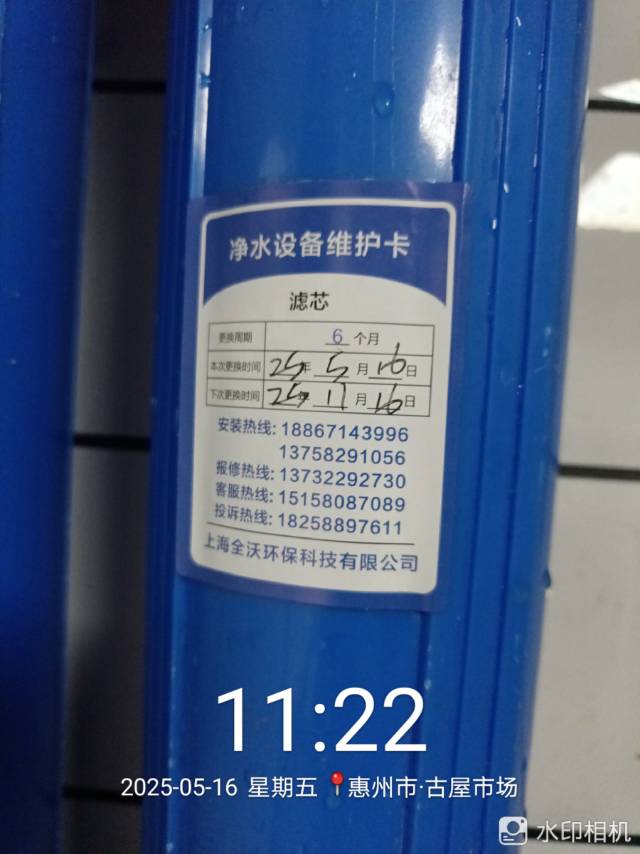 净水设备维护卡
滤芯
更换周期 6 个月
本次更换时间 25年 5 月 16 日
下次更换时间 25年 11 月 16 日
安装热线: 18867143996
13758291056
报修热线: 13732292730
客服热线: 15158087089
投诉热线: 18258897611
上海全沃环保科技有限公司
11:22
2025-05-16 星期五 惠州市·古屋市场
水印相机